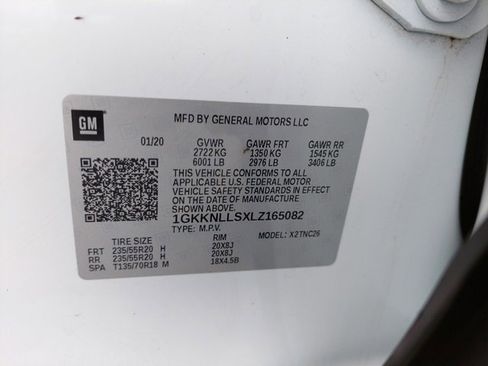 GM
MFD BY GENERAL MOTORS LLC
01/20 GVWR GAWR FRT GAWR RR
2722 KG 1350 KG 1545 KG
6001 LB 2976 LB 3406 LB
THIS VEHICLE CONFORMS TO ALL
APPLICABLE U.S. FEDERAL MOTOR
VEHICLE SAFETY STANDARDS IN EFFECT
ON THE DATE OF MANUFACTURE
SHOWN ABOVE.
1GKKNLLSXLZ165082
TYPE: M.P.V. MODEL: X2TNC26
TIRE SIZE RIM
FRT 235/55R20 H 20X8J
RR 235/55R20 H 20X8J
SPA T135/70R18 M 18X4.5B